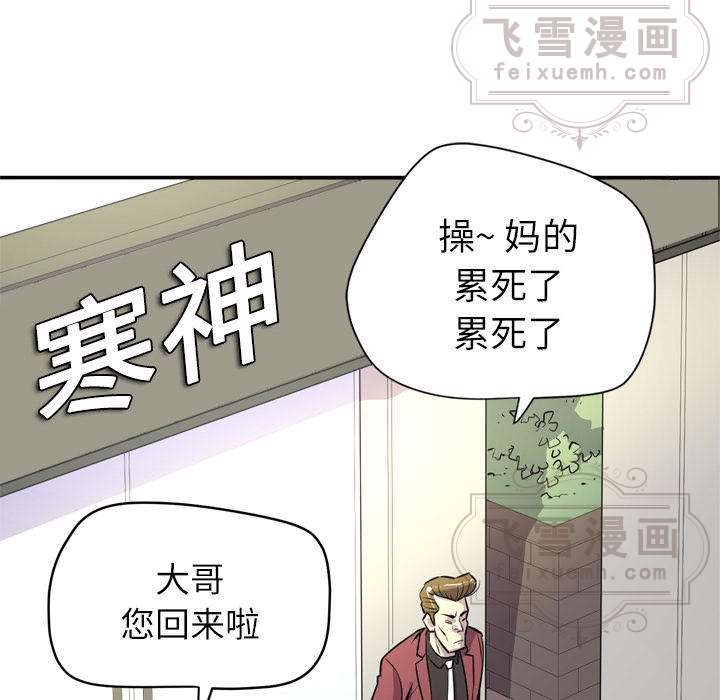 飞雪漫画
feixuemh.com
操~ 妈的
累死了
累死了
寒神
飞雪漫画
feixuemh.com
大哥
您回来啦